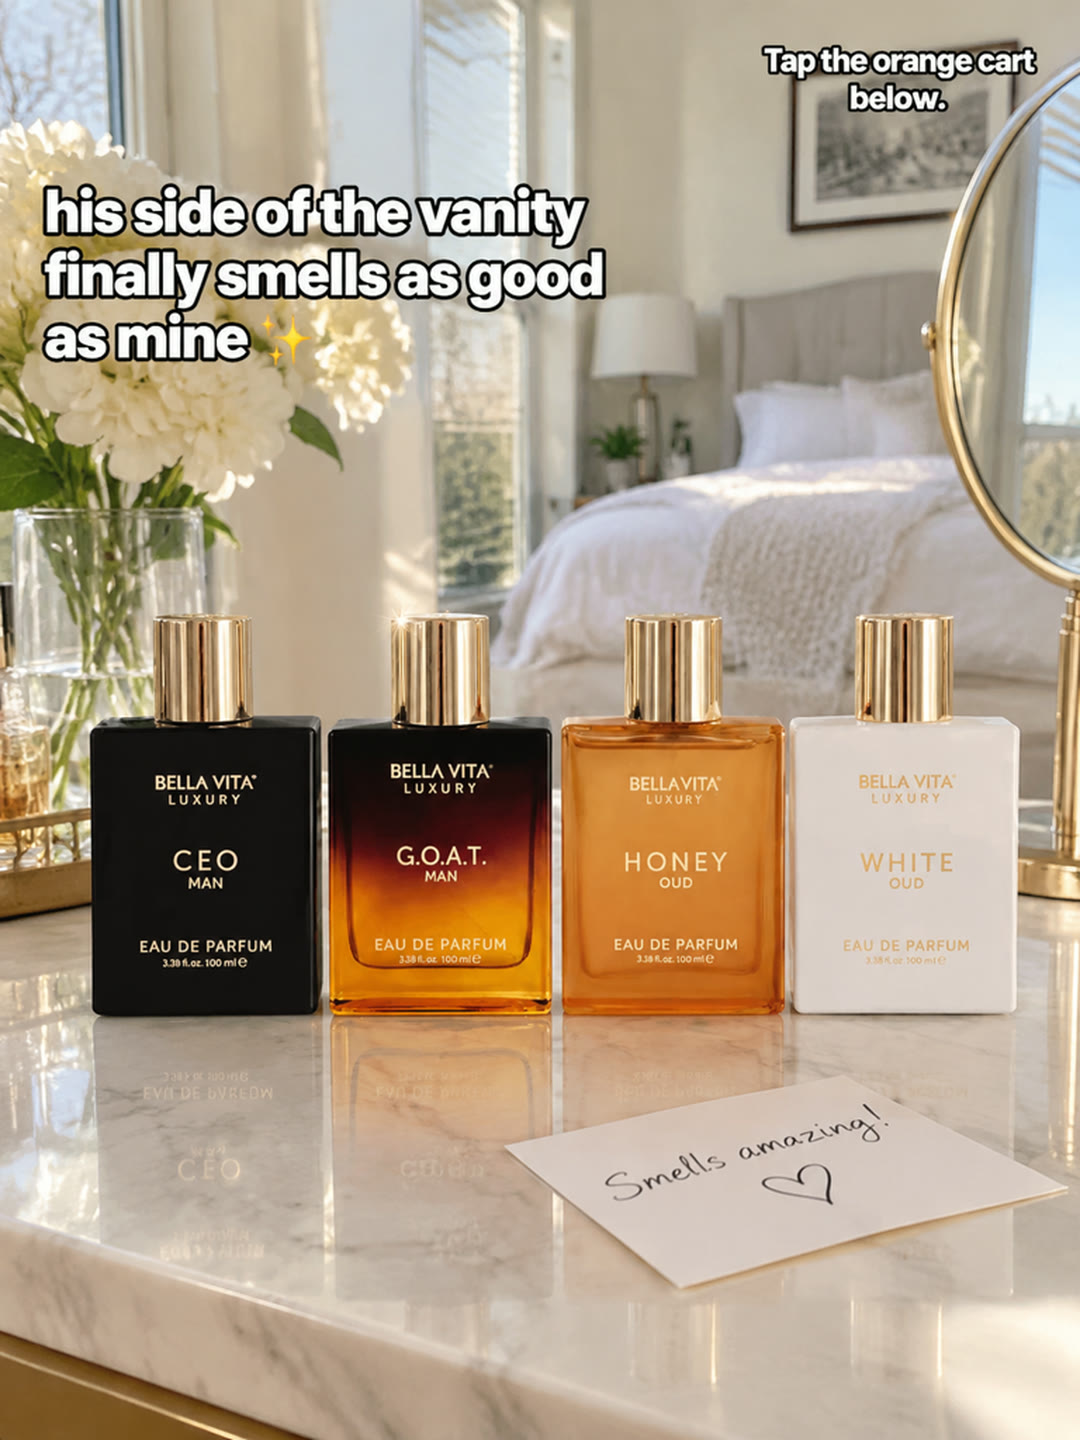 Tap the orange cart
below.
his side of the vanity
finally smells as good
as mine ✨
BELLA VITA®
LUXURY
CEO
MAN
EAU DE PARFUM
3.38 fl.oz. 100 ml ℮
BELLA VITA®
LUXURY
G.O.A.T.
MAN
EAU DE PARFUM
3.38 fl.oz. 100 ml ℮
BELLAVITA®
LUXURY
HONEY
OUD
EAU DE PARFUM
3.38 fl.oz. 100 ml ℮
BELLA VITA®
LUXURY
WHITE
OUD
EAU DE PARFUM
3.38 fl.oz. 100 ml ℮
Smells amazing!